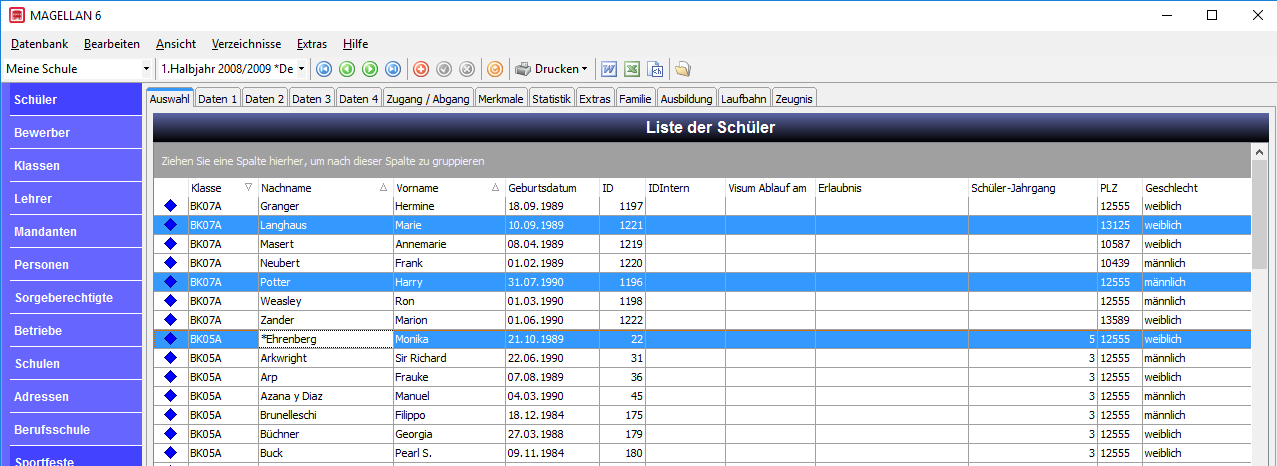 MAGELLAN 6
Datenbank Bearbeiten Ansicht Verzeichnisse Extras Hilfe
Meine Schule 1.Halbjahr 2008/2009 *De Drucken
Schüler
Bewerber
Klassen
Lehrer
Mandanten
Personen
Sorgeberechtigte
Betriebe
Schulen
Adressen
Berufsschule
Sportfeste
Auswahl Daten 1 Daten 2 Daten 3 Daten 4 Zugang / Abgang Merkmale Statistik Extras Familie Ausbildung Laufbahn Zeugnis
Liste der Schüler
Ziehen Sie eine Spalte hierher, um nach dieser Spalte zu gruppieren
Klasse Nachname Vorname Geburtsdatum ID IDIntern Visum Ablauf am Erlaubnis Schüler-Jahrgang PLZ Geschlecht
BK07A Granger Hermine 18.09.1989 1197 12555 weiblich
BK07A Langhaus Marie 10.09.1989 1221 13125 weiblich
BK07A Masert Annemarie 08.04.1989 1219 10587 weiblich
BK07A Neubert Frank 01.02.1989 1220 10439 männlich
BK07A Potter Harry 31.07.1990 1196 12555 männlich
BK07A Weasley Ron 01.03.1990 1198 12555 männlich
BK07A Zander Marion 01.06.1990 1222 13589 weiblich
BK05A *Ehrenberg Monika 21.10.1989 22 5 12555 weiblich
BK05A Arkwright Sir Richard 22.06.1990 31 3 12555 männlich
BK05A Arp Frauke 07.08.1989 36 3 12555 weiblich
BK05A Azana y Diaz Manuel 04.03.1990 45 3 12555 männlich
BK05A Brunelleschi Filippo 18.12.1984 175 3 12555 männlich
BK05A Büchner Georgia 27.03.1988 179 3 12555 weiblich
BK05A Buck Pearl S. 09.11.1984 180 3 12555 weiblich